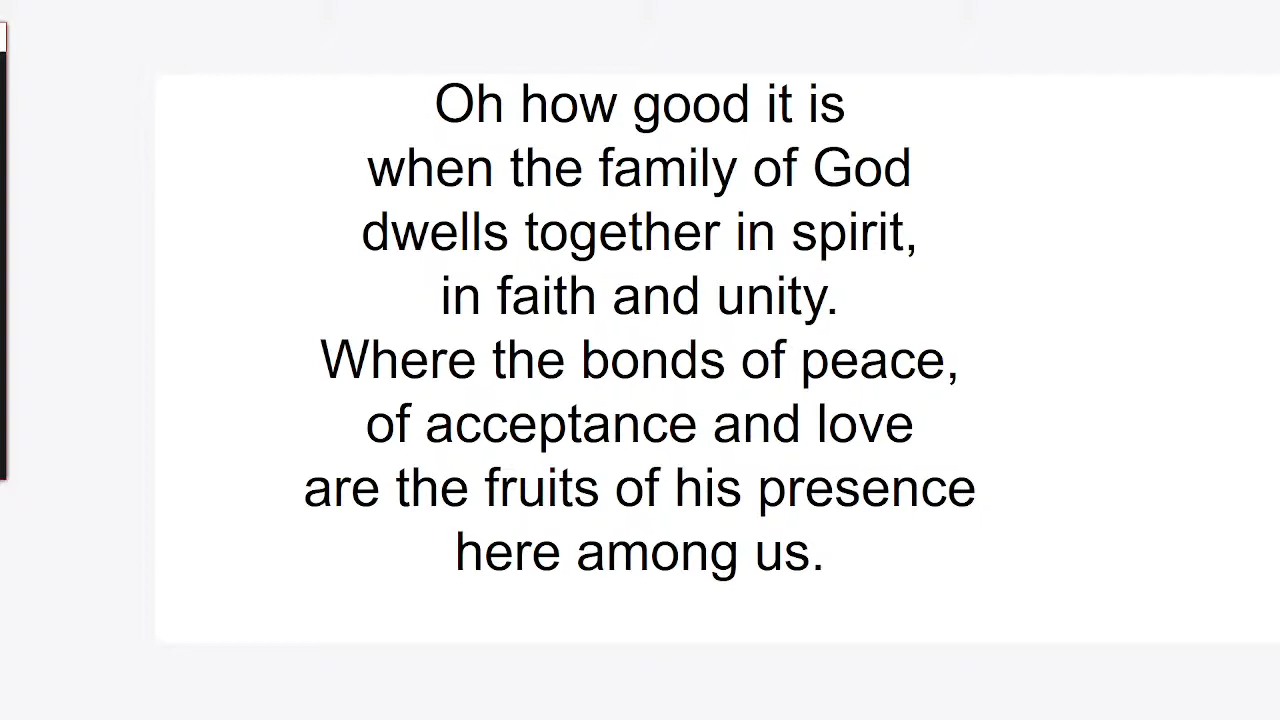 Oh how good it is
when the family of God
dwells together in spirit,
in faith and unity.
Where the bonds of peace,
of acceptance and love
are the fruits of his presence
here among us.